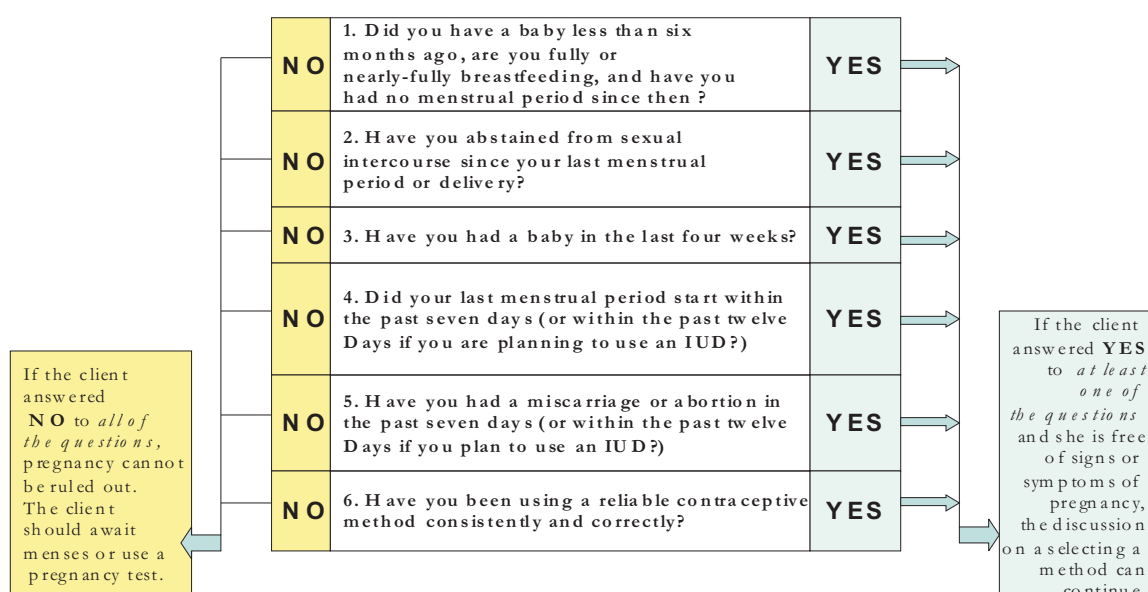 NO
1. Did you have a baby less than six
months ago, are you fully or
nearly-fully breastfeeding, and have you
had no menstrual period since then ?
YES
NO
2. Have you abstained from sexual
intercourse since your last menstrual
period or delivery?
YES
NO
3. Have you had a baby in the last four weeks?
YES
NO
4. Did your last menstrual period start within
the past seven days (or within the past twelve
Days if you are planning to use an IUD?)
YES
NO
5. Have you had a miscarriage or abortion in
the past seven days (or within the past twelve
Days if you plan to use an IUD?)
YES
NO
6. Have you been using a reliable contraceptive
method consistently and correctly?
YES
If the client
answered
NO to all of
the questions,
pregnancy cannot
be ruled out.
The client
should await
menses or use a
pregnancy test.
If the client
answered YES
to at least
one of
the questions
and she is free
of signs or
symptoms of
pregnancy,
the discussion
on a selecting a
method can
continue